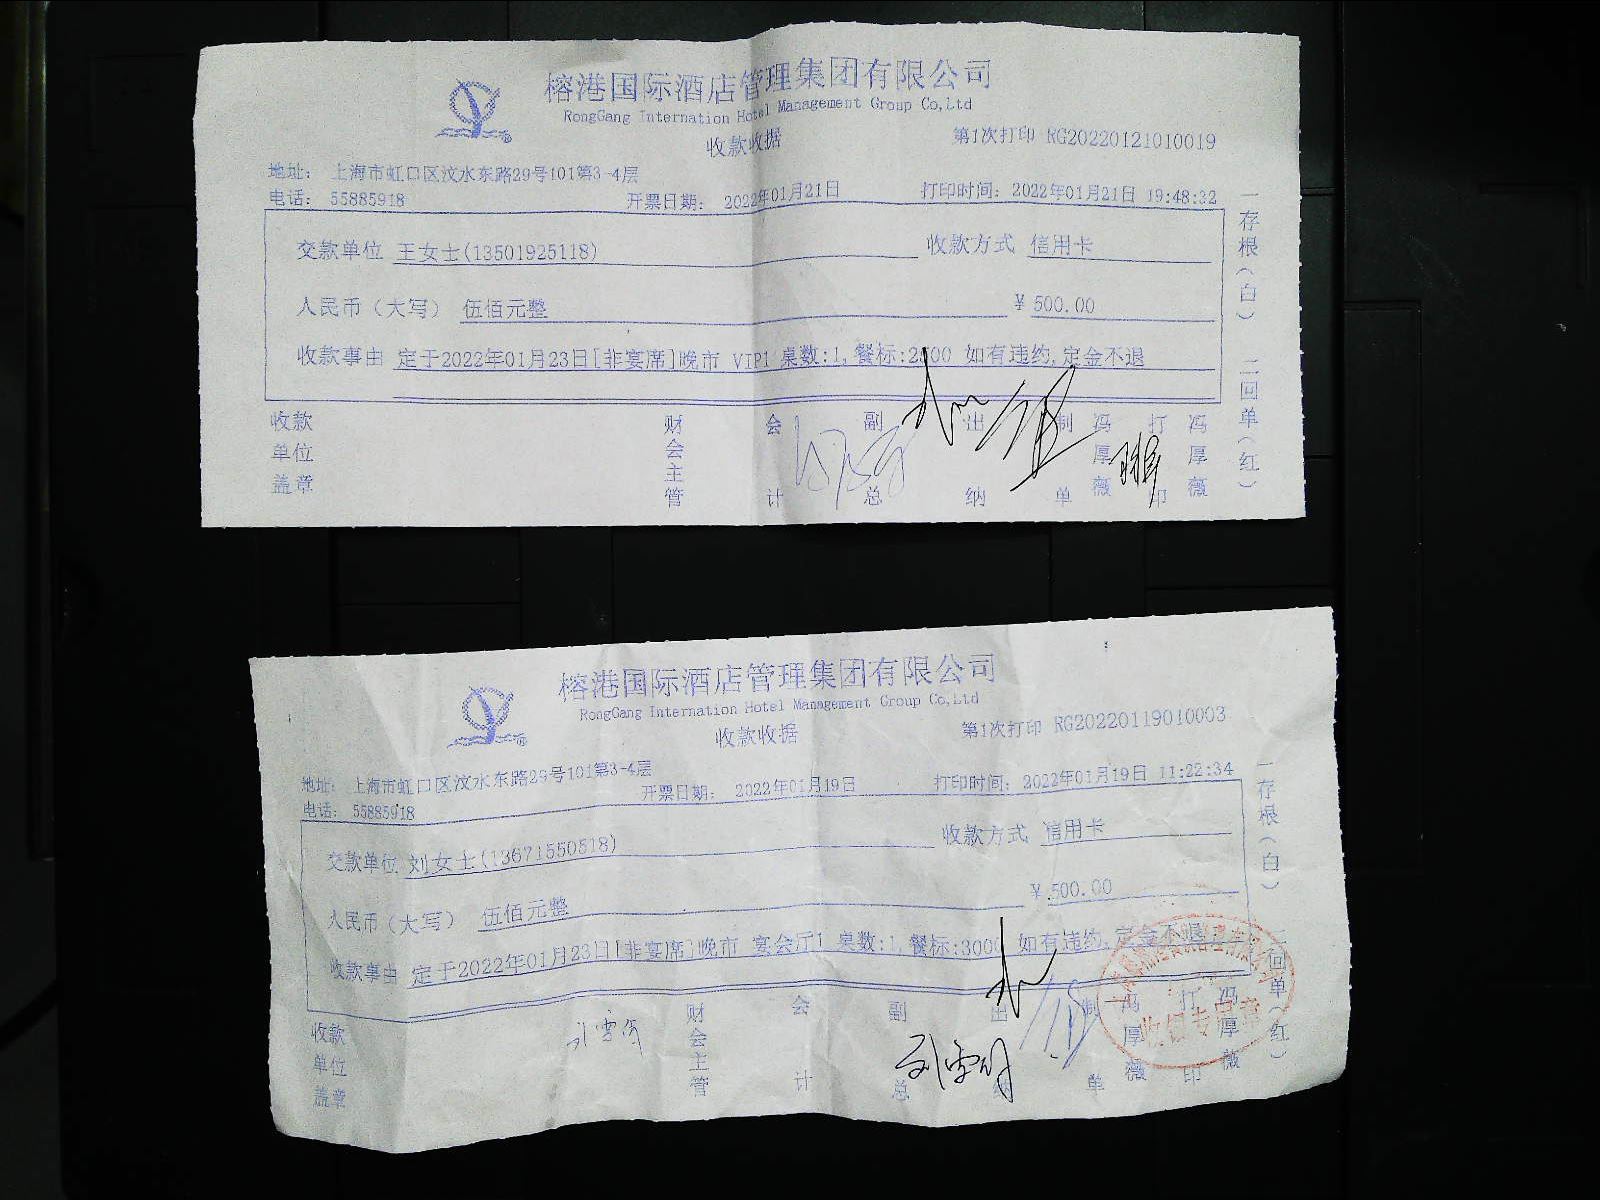 榕港国际酒店管理集团有限公司
RongGang Internation Hotel Management Group Co,Ltd
收款收据
第1次打印 RG20220121010019
地址： 上海市虹口区汶水东路29号101第3-4层
电话： 55885918
开票日期： 2022年01月21日
打印时间：2022年01月21日 19:48:32
交款单位 王女士(13501925118)
收款方式 信用卡
人民币（大写） 伍佰元整
￥500.00
收款事由 定于2022年01月23日[非宴席]晚市 VIP1 桌数:1,餐标:2500 如有违约,定金不退
收款单位盖章
财会主管
会计
副总
出纳
制单
冯厚薇
打印
冯厚薇
一存根（白） 二回单（红）
榕港国际酒店管理集团有限公司
RongGang Internation Hotel Management Group Co,Ltd
收款收据
第1次打印 RG20220119010003
地址： 上海市虹口区汶水东路29号101第3-4层
电话： 55885918
开票日期： 2022年01月19日
打印时间：2022年01月19日 11:22:34
交款单位 刘女士(13671550518)
收款方式 信用卡
人民币（大写） 伍佰元整
￥500.00
收款事由 定于2022年01月23日[非宴席]晚市 宴会厅1 桌数:1,餐标:3000 如有违约,定金不退
收款单位盖章
财会主管
会计
副总
出纳
制单
冯厚薇
打印
冯厚薇
一存根（白） 二回单（红）
收银专用章